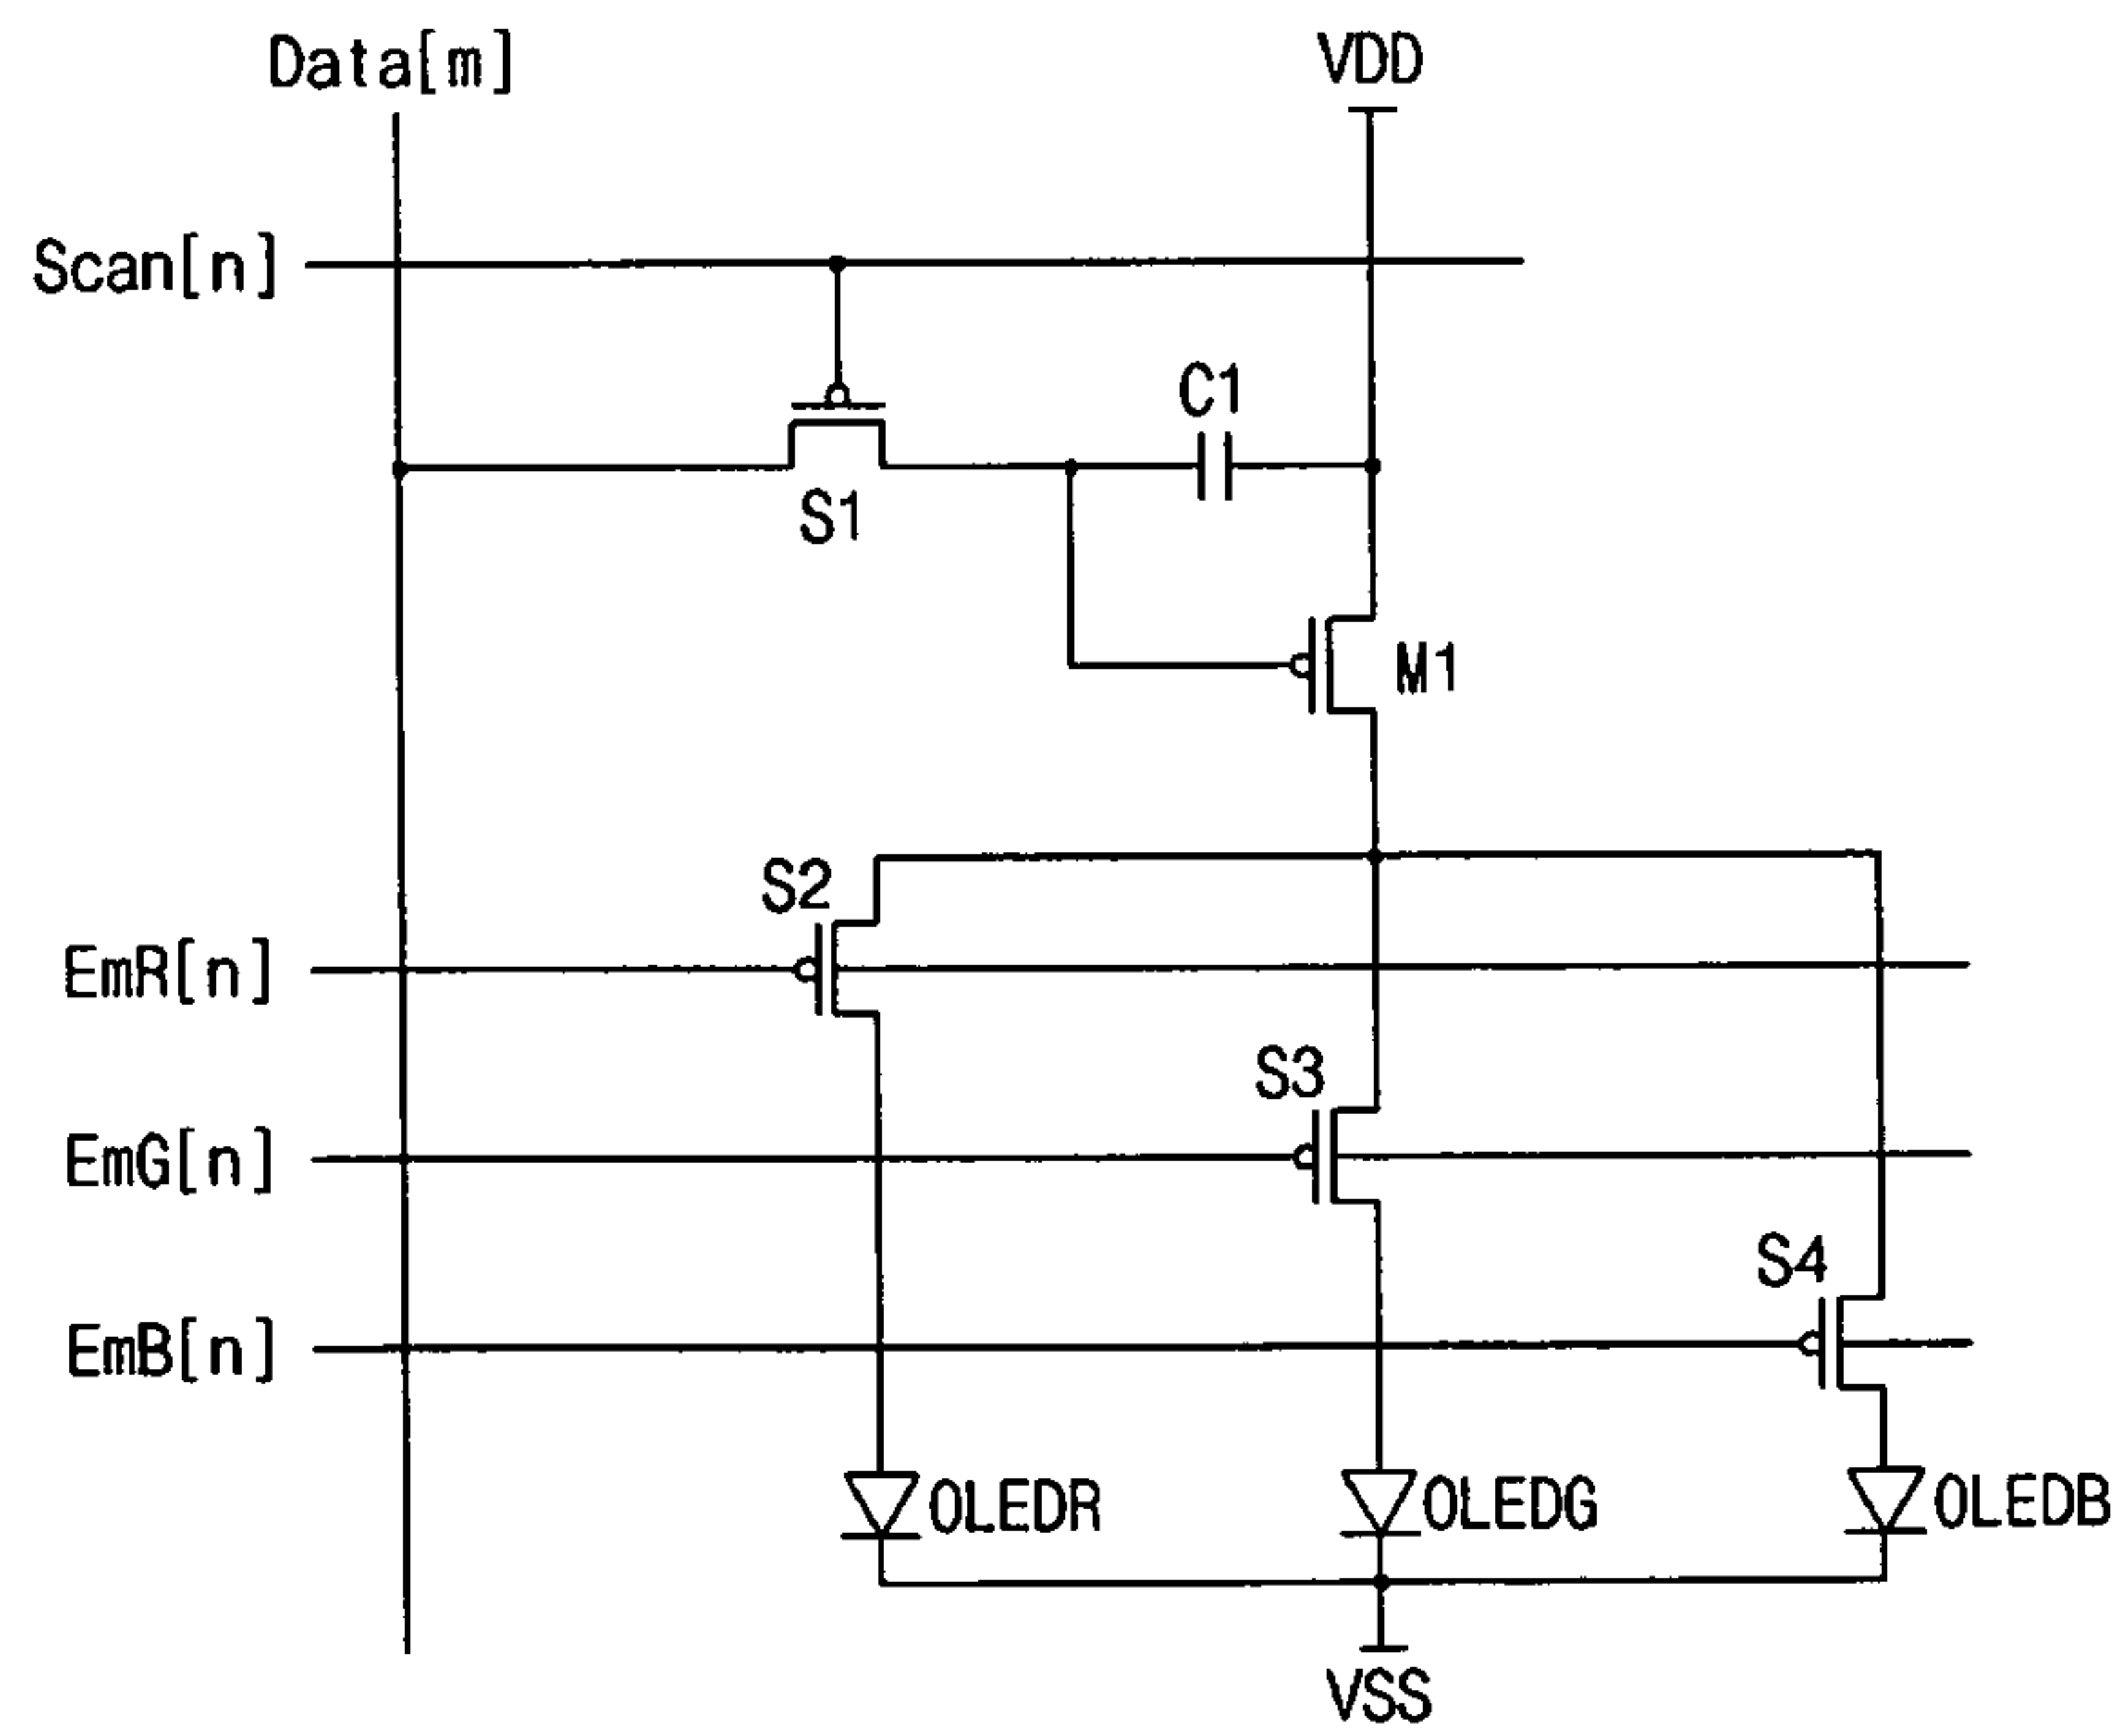 Data[m]
VDD
Scan[n]
C1
S1
M1
S2
EmR[n]
S3
EmG[n]
S4
EmB[n]
OLEDR
OLEDG
OLEDB
VSS